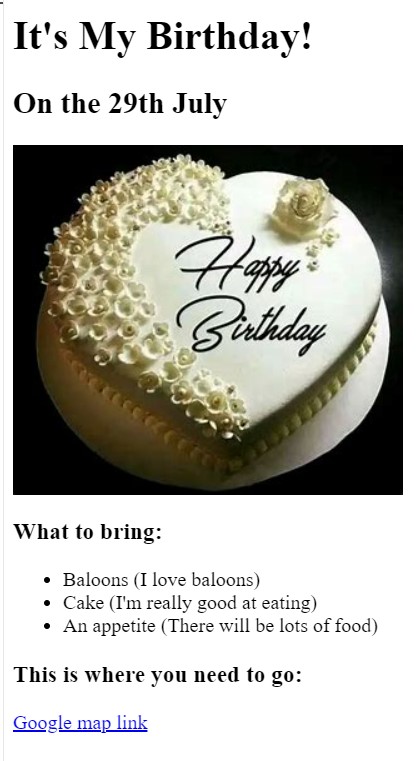 It's My Birthday!
On the 29th July
Happy
Birthday
What to bring:
Baloons (I love baloons)
Cake (I'm really good at eating)
An appetite (There will be lots of food)
This is where you need to go:
Google map link